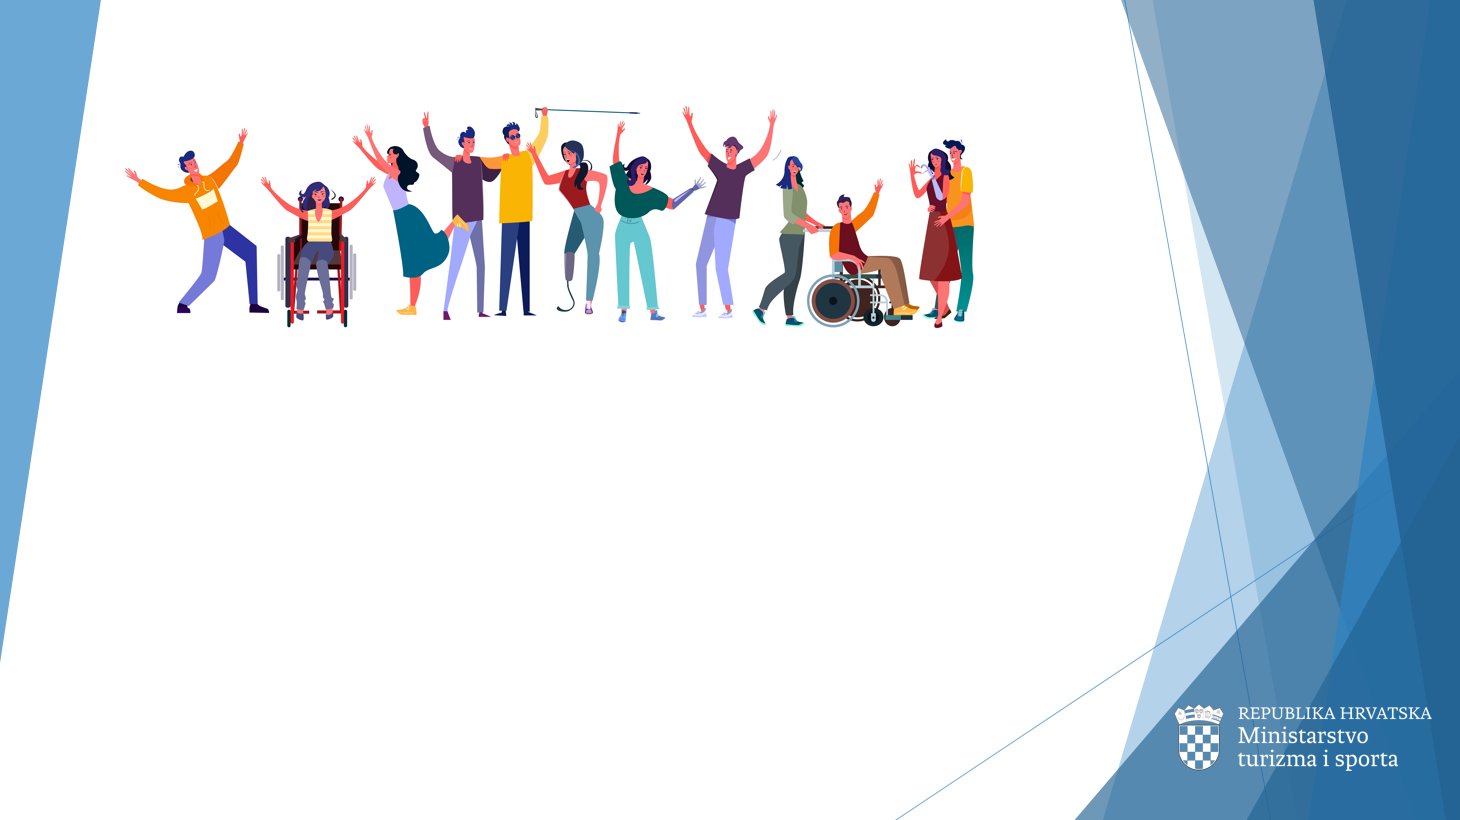 REPUBLIKA HRVATSKA
Ministarstvo
turizma i sporta